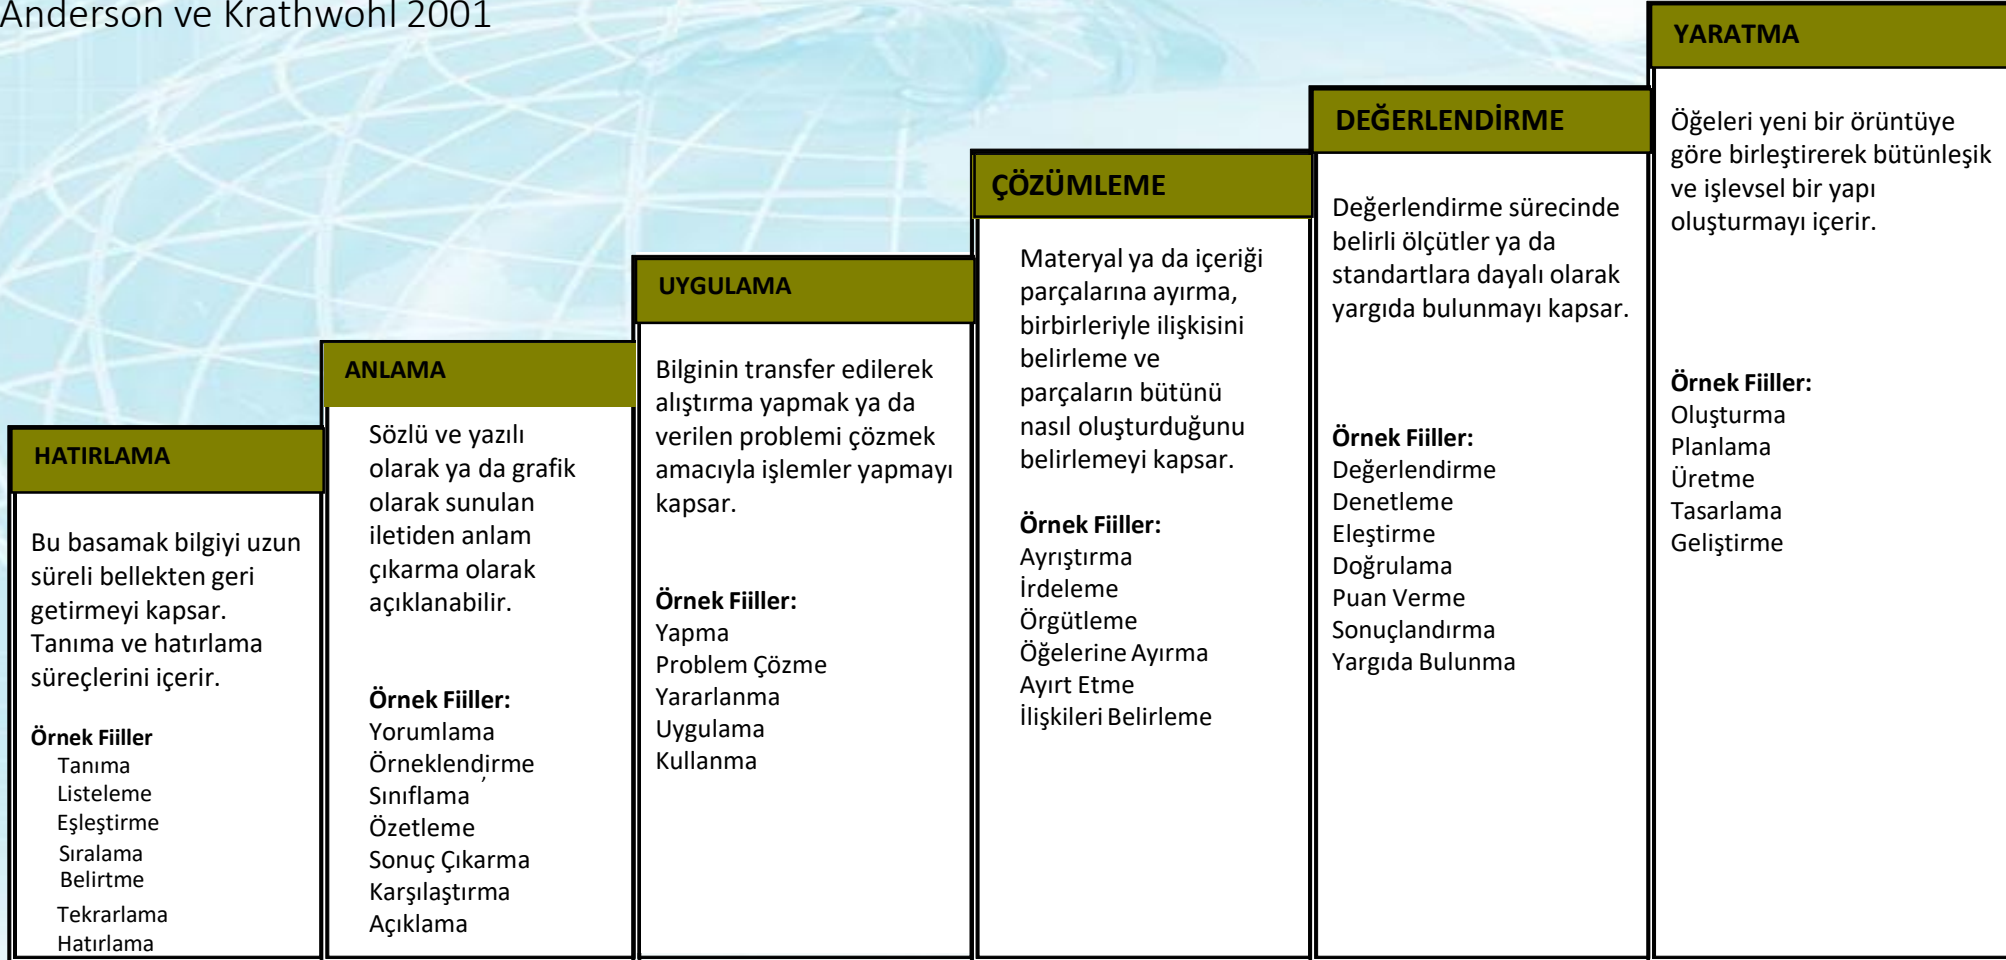 Anderson ve Krathwohl 2001
HATIRLAMA
Bu basamak bilgiyi uzun
süreli bellekten geri
getirmeyi kapsar.
Tanıma ve hatırlama
süreçlerini içerir.
Örnek Fiiller
Tanıma
Listeleme
Eşleştirme
Sıralama
Belirtme
Tekrarlama
Hatırlama
ANLAMA
Sözlü ve yazılı
olarak ya da grafik
olarak sunulan
iletiden anlam
çıkarma olarak
açıklanabilir.
Örnek Fiiller:
Yorumlama
Örneklendirme
,
Sınıflama
Özetleme
Sonuç Çıkarma
Karşılaştırma
Açıklama
UYGULAMA
Bilginin transfer edilerek
alıştırma yapmak ya da
verilen problemi çözmek
amacıyla işlemler yapmayı
kapsar.
Örnek Fiiller:
Yapma
Problem Çözme
Yararlanma
Uygulama
Kullanma
ÇÖZÜMLEME
Materyal ya da içeriği
parçalarına ayırma,
birbirleriyle ilişkisini
belirleme ve
parçaların bütünü
nasıl oluşturduğunu
belirlemeyi kapsar.
Örnek Fiiller:
Ayrıştırma
İrdeleme
Örgütleme
Öğelerine Ayırma
Ayırt Etme
İlişkileri Belirleme
DEĞERLENDİRME
Değerlendirme sürecinde
belirli ölçütler ya da
standartlara dayalı olarak
yargıda bulunmayı kapsar.
Örnek Fiiller:
Değerlendirme
Denetleme
Eleştirme
Doğrulama
Puan Verme
Sonuçlandırma
Yargıda Bulunma
YARATMA
Öğeleri yeni bir örüntüye
göre birleştirerek bütünleşik
ve işlevsel bir yapı
oluşturmayı içerir.
Örnek Fiiller:
Oluşturma
Planlama
Üretme
Tasarlama
Geliştirme